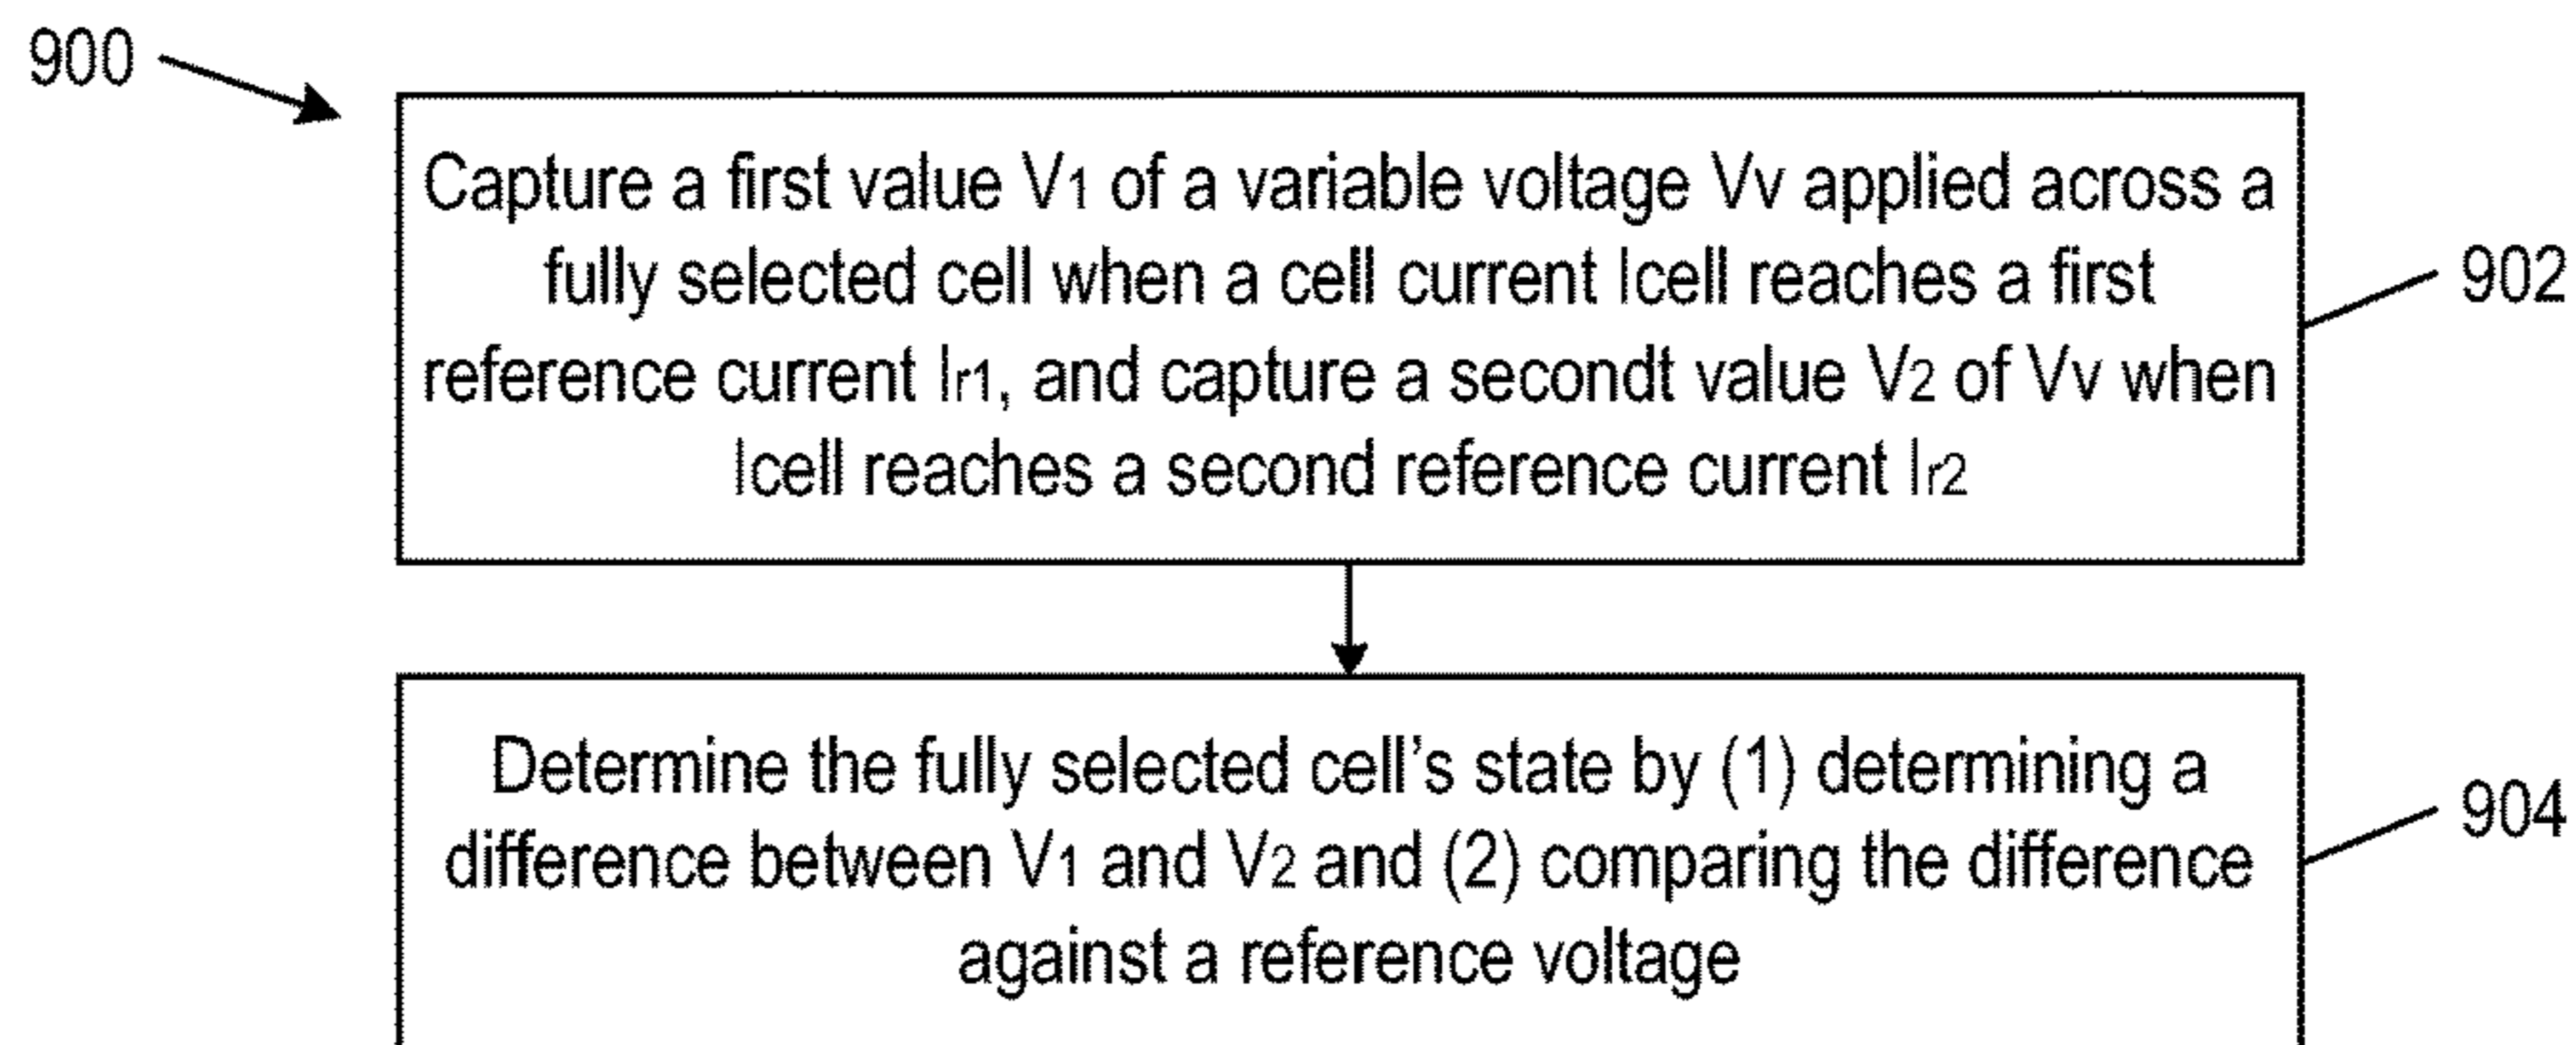 900
Capture a first value V1 of a variable voltage Vv applied across a
fully selected cell when a cell current Icell reaches a first
902
reference current Ir1, and capture a secondt value V2 of Vv when
Icell reaches a second reference current Ir2
Determine the fully selected cell's state by (1) determining a
904
difference between V1 and V2 and (2) comparing the difference
against a reference voltage